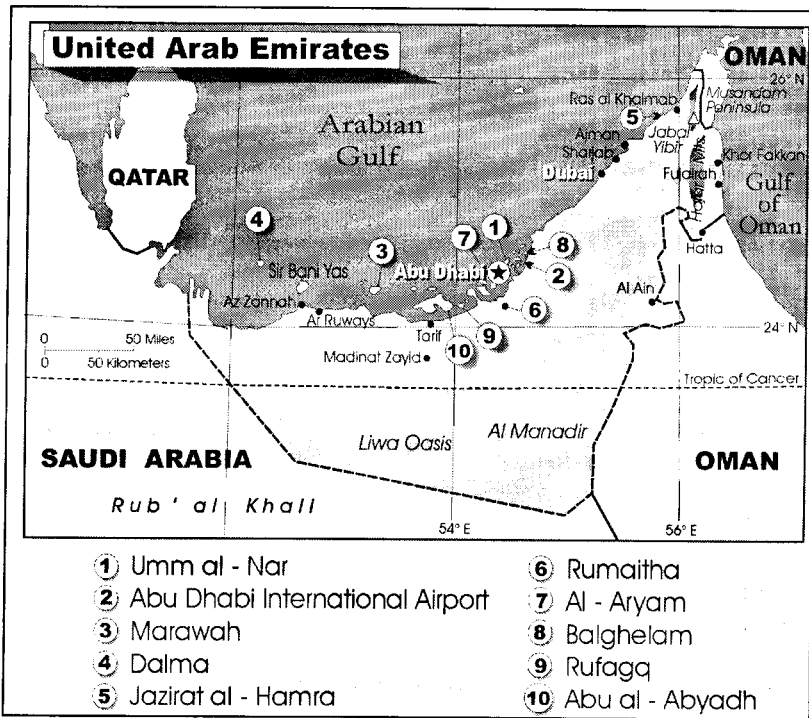 United Arab Emirates
OMAN
26° N
Musandam
Peninsula
Ras al Khaimah
5
Jabal
Yibir
Arabian
Gulf
Ajman
Sharjah
Dubai
Khor Fakkan
Fujairah
Hajar Mts.
Gulf
of
Oman
QATAR
Hatta
4
3
7
1
8
2
Sir Bani Yas
Abu Dhabi
Al Ain
Az Zannah
Ar Ruways
6
24° N
0 50 Miles
0 50 Kilometers
Tarif
9
10
Madinat Zayid
Tropic of Cancer
Liwa Oasis
Al Manadir
SAUDI ARABIA
OMAN
Rub' al Khali
54° E
56° E
1 Umm al - Nar
2 Abu Dhabi International Airport
3 Marawah
4 Dalma
5 Jazirat al - Hamra
6 Rumaitha
7 Al - Aryam
8 Balghelam
9 Rufagq
10 Abu al - Abyadh